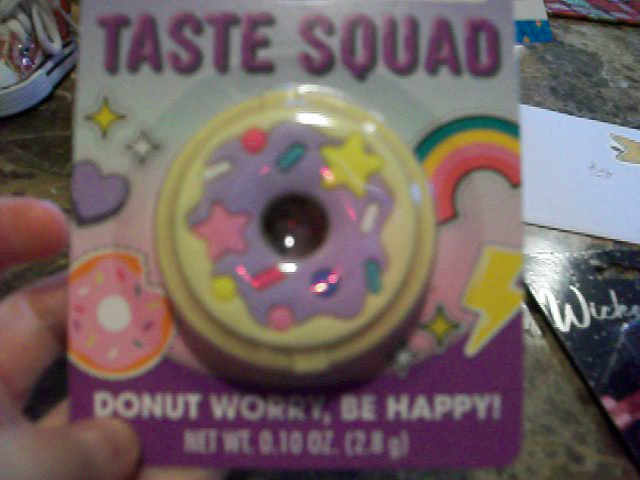 TASTE SQUAD
DONUT WORRY, BE HAPPY!
NET WT. 0.10 OZ. (2.8 g)